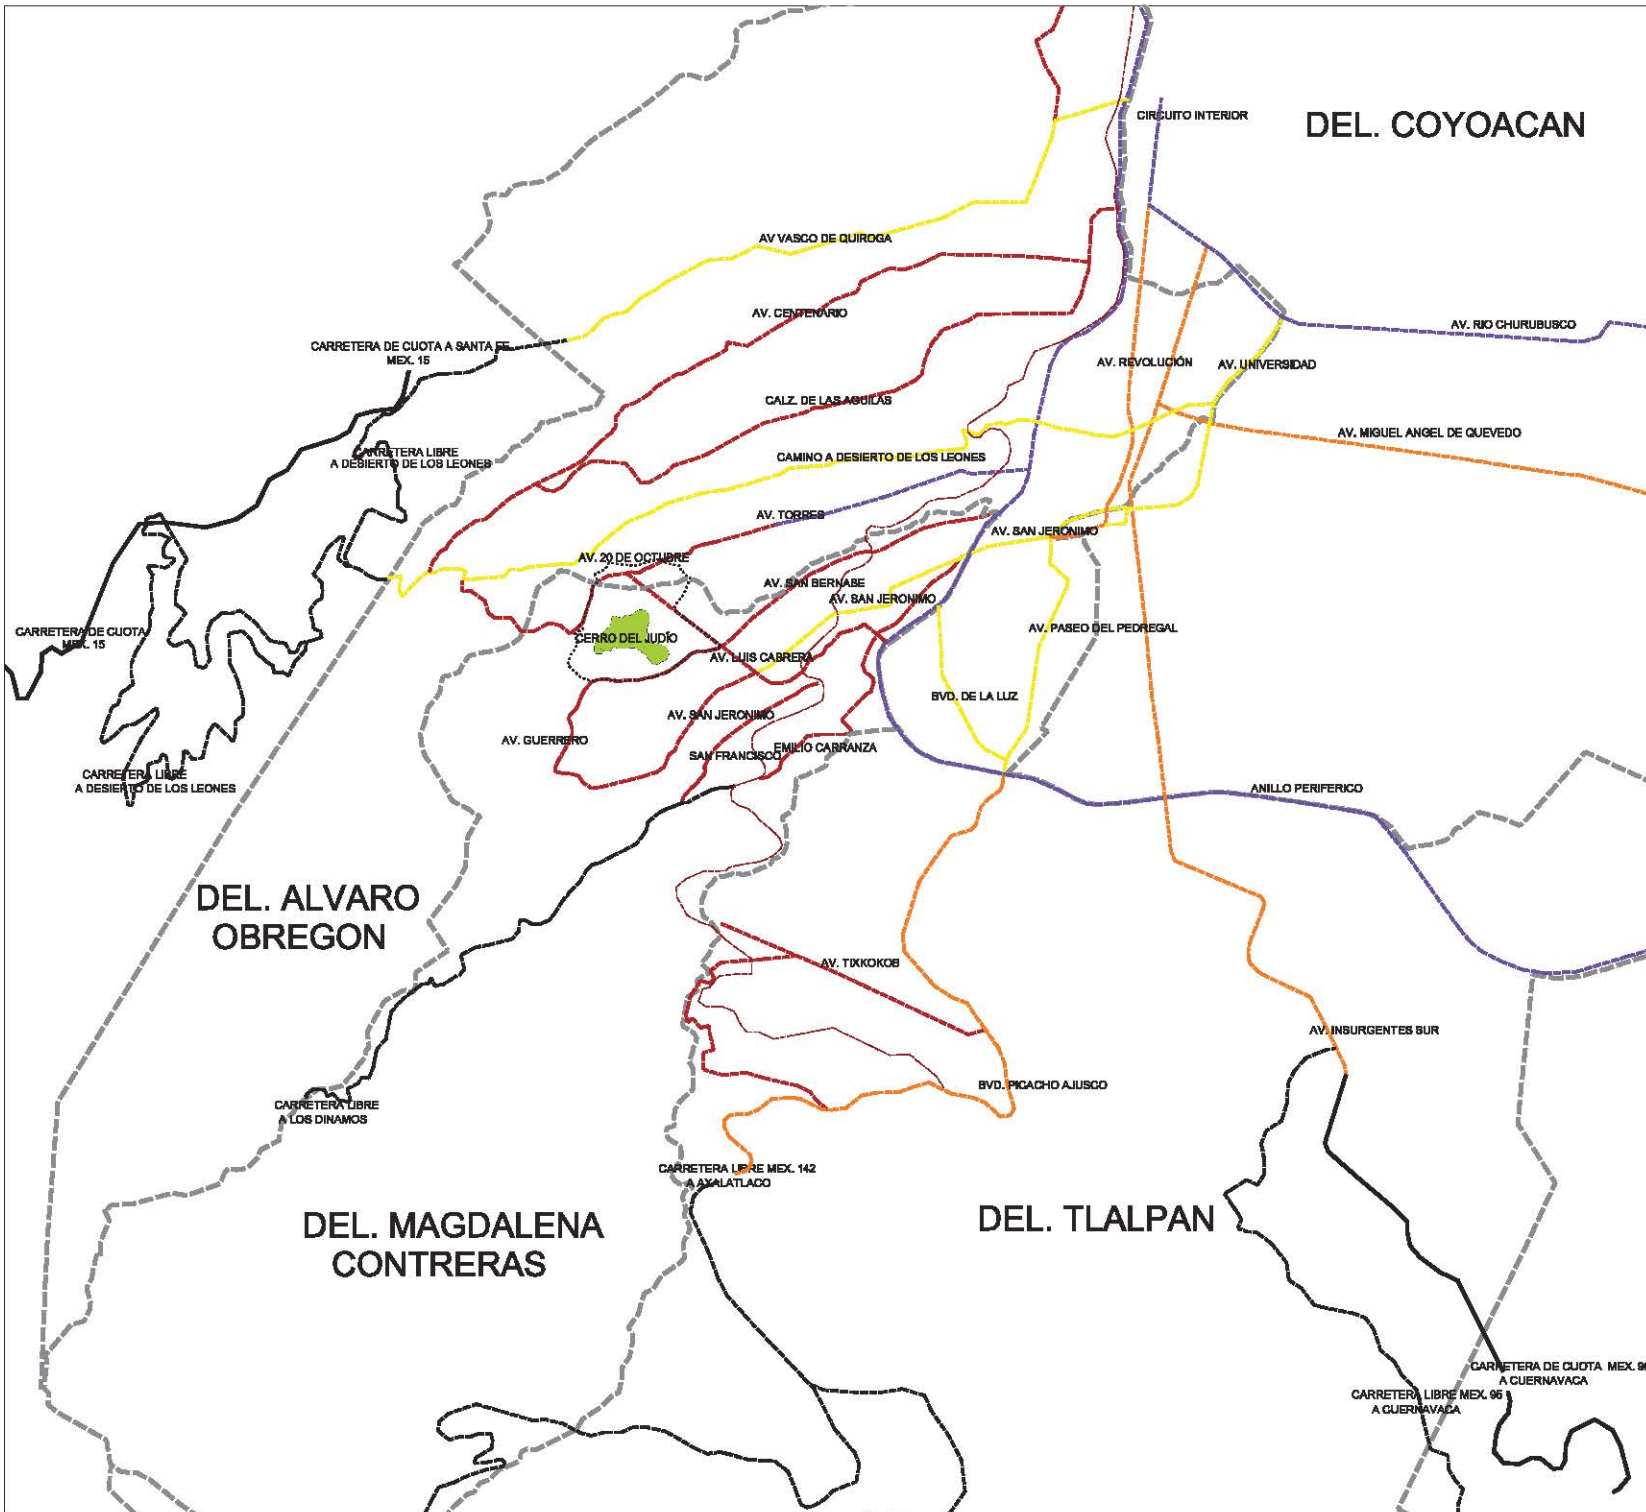 CIRCUITO INTERIOR
DEL. COYOACAN
AV VASCO DE QUIROGA
AV. CENTENARIO
AV. RIO CHURUBUSCO
CARRETERA DE CUOTA A SANTA FE
MEX. 15
AV. REVOLUCIÓN
AV. UNIVERSIDAD
CALZ. DE LAS AGUILAS
AV. MIGUEL ANGEL DE QUEVEDO
CARRETERA LIBRE
A DESIERTO DE LOS LEONES
CAMINO A DESIERTO DE LOS LEONES
AV. TORRES
AV. SAN JERONIMO
AV. 20 DE OCTUBRE
AV. SAN BERNABE
AV. SAN JERONIMO
CARRETERA DE CUOTA
MEX. 15
CERRO DEL JUDÍO
AV. PASEO DEL PEDREGAL
AV. LUIS CABRERA
BVD. DE LA LUZ
AV. SAN JERONIMO
AV. GUERRERO
SAN FRANCISCO
EMILIO CARRANZA
CARRETERA LIBRE
A DESIERTO DE LOS LEONES
ANILLO PERIFERICO
DEL. ALVARO
OBREGON
AV. TIXKOKOB
AV. INSURGENTES SUR
BVD. PICACHO AJUSCO
CARRETERA LIBRE
A LOS DINAMOS
CARRETERA LIBRE MEX. 142
A AXALATLACO
DEL. MAGDALENA
CONTRERAS
DEL. TLALPAN
CARRETERA DE CUOTA MEX. 95
A CUERNAVACA
CARRETERA LIBRE MEX. 95
A CUERNAVACA